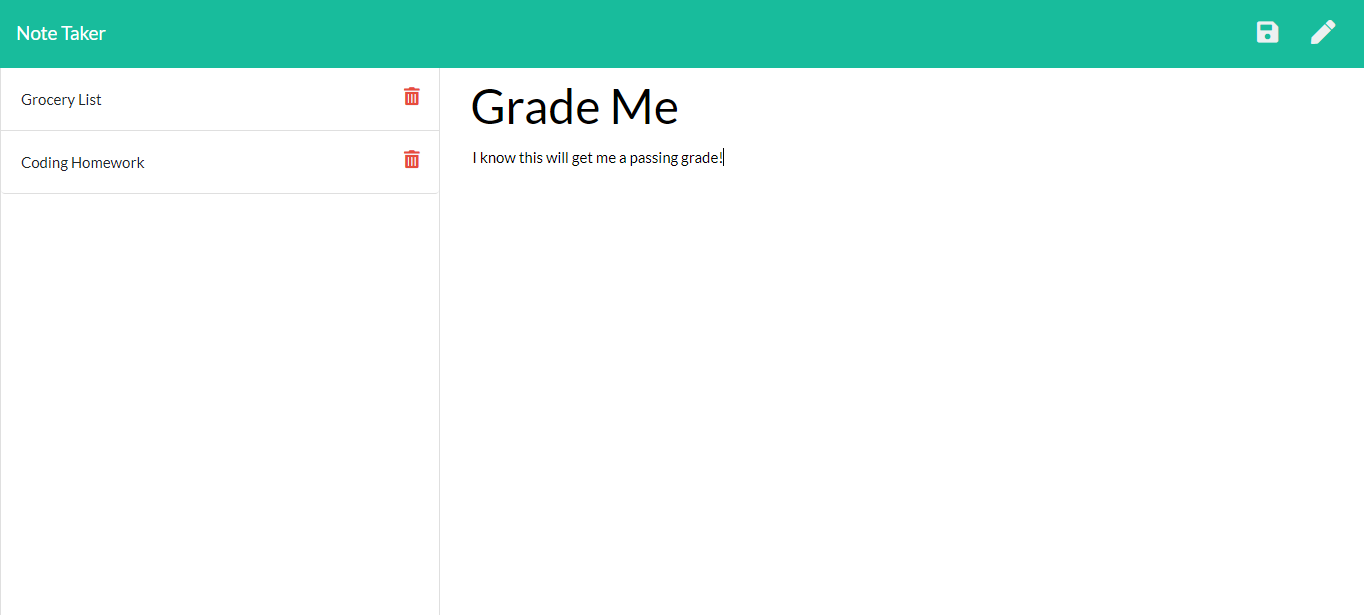 Note Taker
Grocery List
Coding Homework
Grade Me
I know this will get me a passing grade!